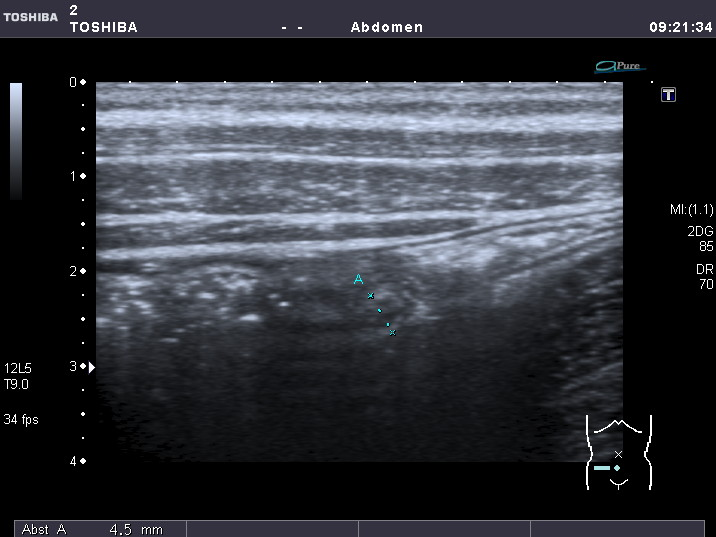 TOSHIBA
2
TOSHIBA - - Abdomen 09:21:34
aPure
T
0
1
A
2
3
4
MI:(1.1)
2DG
85
DR
70
12L5
T9.0
34 fps
Abst A 4.5 mm